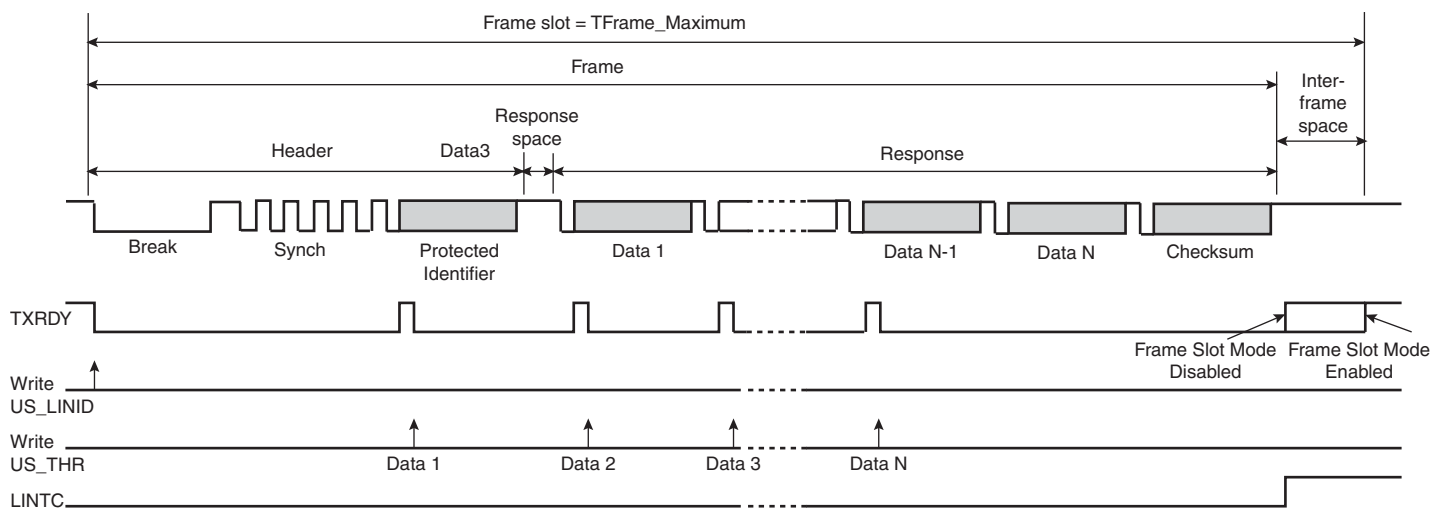 Frame slot = TFrame_Maximum
Frame
Inter-
frame
space
Response
space
Header
Data3
Response
Break
Synch
Protected
Identifier
Data 1
Data N-1
Data N
Checksum
TXRDY
Frame Slot Mode
Disabled
Frame Slot Mode
Enabled
Write
US_LINID
Write
US_THR
Data 1
Data 2
Data 3
Data N
LINTC